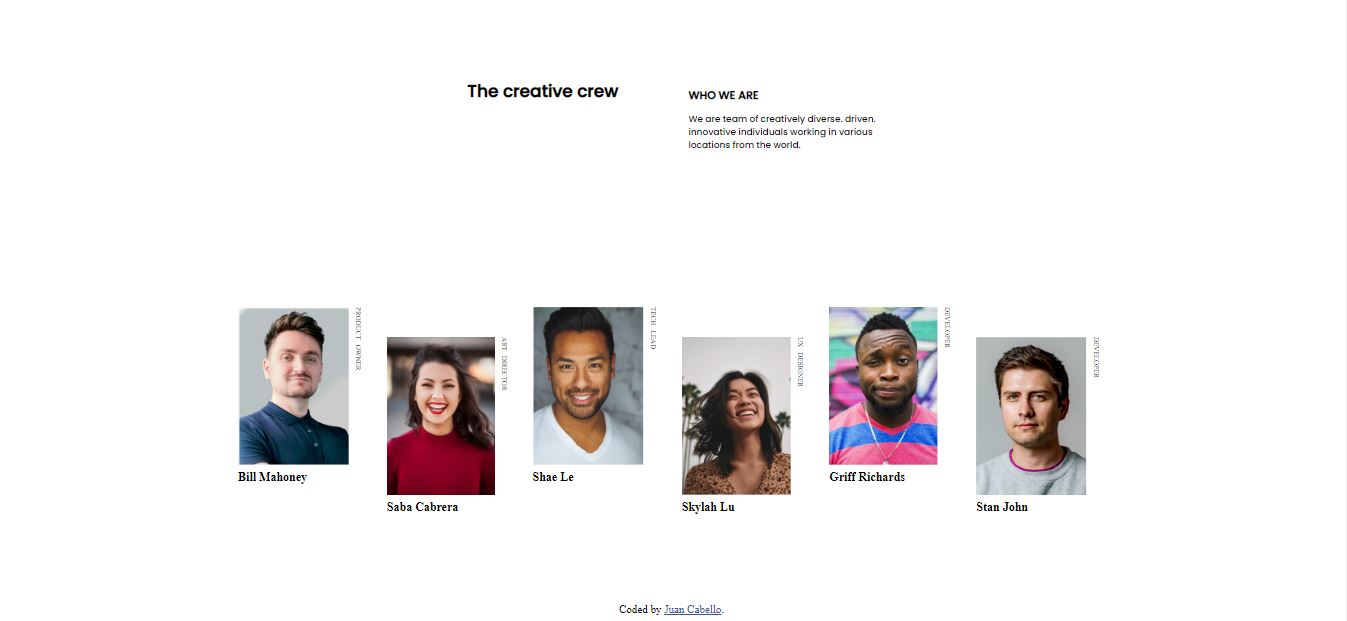 The creative crew
WHO WE ARE
We are team of creatively diverse. driven.
innovative individuals working in various
locations from the world.
PRODUCT OWNER
Bill Mahoney
ART DIRECTOR
Saba Cabrera
TECH LEAD
Shae Le
UX DESIGNER
Skylah Lu
DEVELOPER
Griff Richards
DEVELOPER
Stan John
Coded by Juan Cabello.